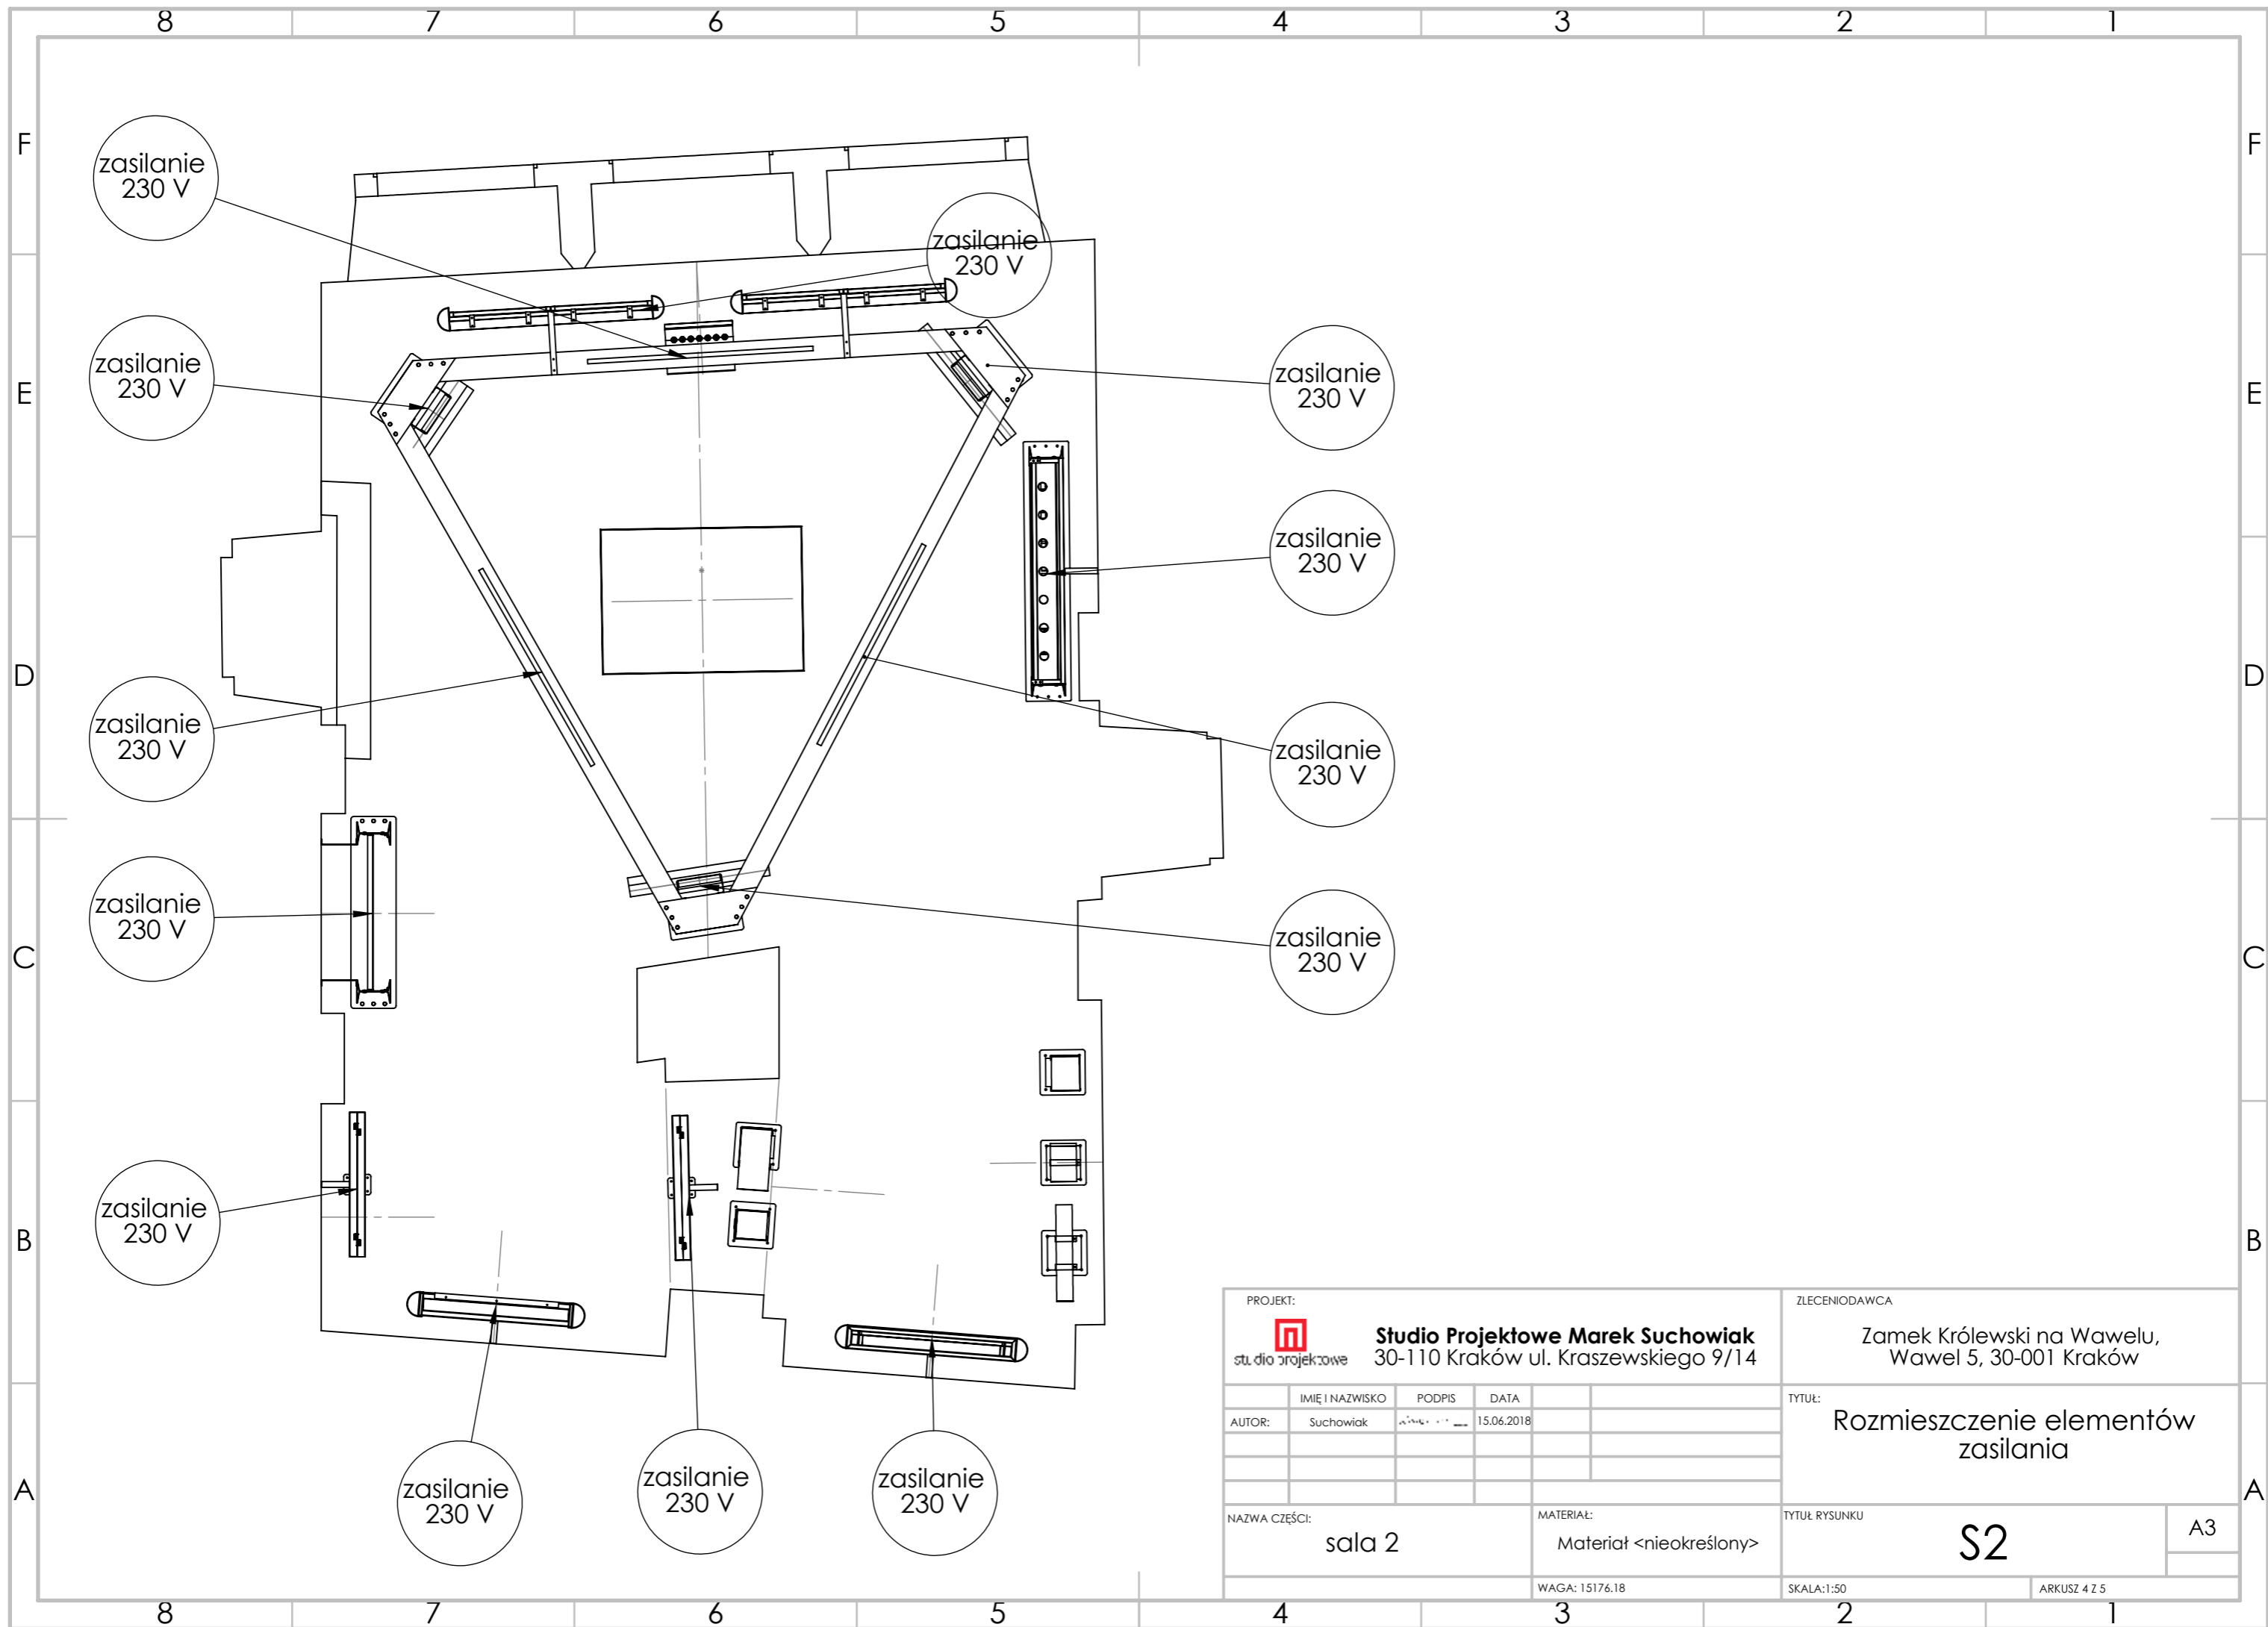 8 7 6 5 4 3 2 1
F F
zasilanie
230 V
zasilanie
230 V
zasilanie
230 V
zasilanie
230 V
E E
zasilanie
230 V
D D
zasilanie
230 V
zasilanie
230 V
zasilanie
230 V
zasilanie
230 V
C C
zasilanie
230 V
B B
zasilanie
230 V
A A
zasilanie
230 V
zasilanie
230 V
PROJEKT:
studio projektowe
Studio Projektowe Marek Suchowiak
30-110 Kraków ul. Kraszewskiego 9/14
ZLECENIODAWCA
Zamek Królewski na Wawelu,
Wawel 5, 30-001 Kraków
IMIĘ I NAZWISKO PODPIS DATA
AUTOR: Suchowiak 15.06.2018
TYTUŁ:
Rozmieszczenie elementów
zasilania
NAZWA CZĘŚCI:
sala 2
MATERIAŁ:
Materiał <nieokreślony>
TYTUŁ RYSUNKU
S2
A3
WAGA: 15176.18
SKALA:1:50
ARKUSZ 4 Z 5
8 7 6 5 4 3 2 1
zasilanie
230 V